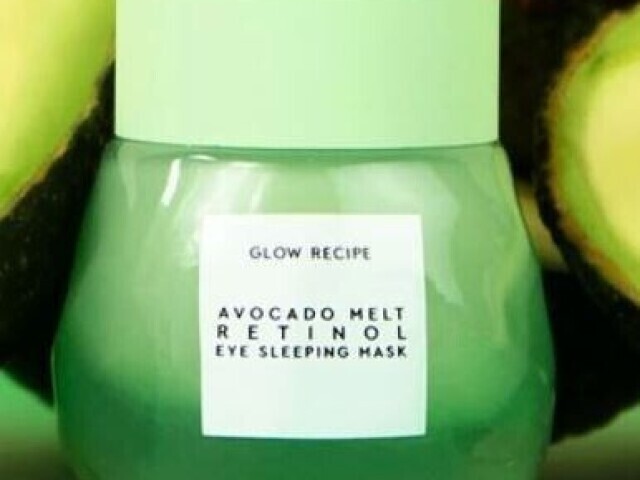 GLOW RECIPE
AVOCADO MELT
RETINOL
EYE SLEEPING MASK